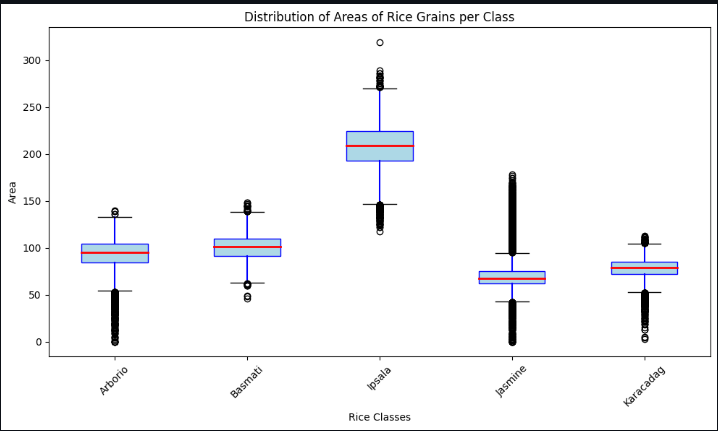 Distribution of Areas of Rice Grains per Class
Area
300
250
200
150
100
50
0
Arborio
Basmati
Ipsala
Jasmine
Karacadag
Rice Classes